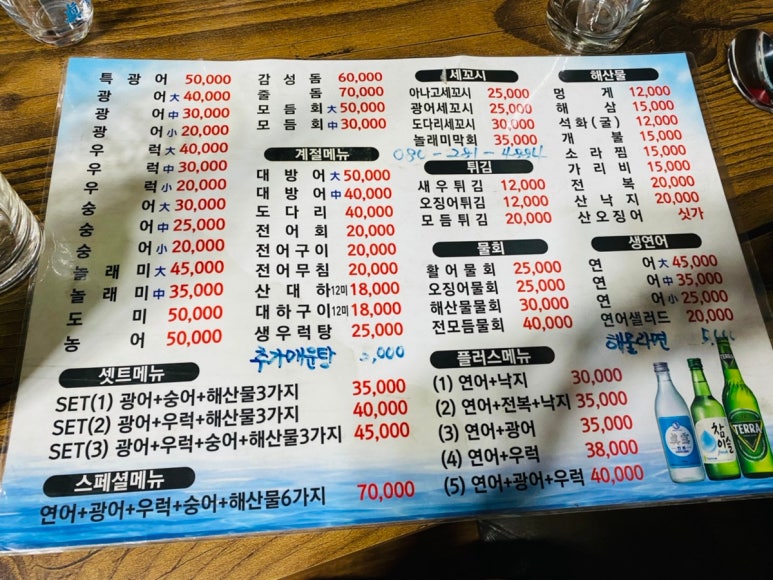 특광어 50,000
광어 大 40,000
광어 中 30,000
광어 小 20,000
우럭 大 40,000
우럭 中 30,000
우럭 小 20,000
숭어 大 30,000
숭어 中 25,000
숭어 小 20,000
놀래미 大 45,000
놀래미 中 35,000
도미 50,000
농어 50,000
감성돔 60,000
줄돔 70,000
모듬회 大 50,000
모듬회 中 30,000
계절메뉴
대방어 大 50,000
대방어 中 40,000
도다리 40,000
전어회 20,000
전어구이 20,000
전어무침 20,000
산대하 12미 18,000
대하구이 12미 18,000
생우럭탕 25,000
추가매운탕 ,000
세꼬시
아나고세꼬시 25,000
광어세꼬시 25,000
도다리세꼬시 30,000
놀래미막회 35,000
튀김
새우튀김 12,000
오징어튀김 12,000
모듬튀김 20,000
물회
활어물회 25,000
오징어물회 25,000
해산물물회 30,000
전모듬물회 40,000
해산물
멍게 12,000
해삼 15,000
석화(굴) 12,000
개불 15,000
소라찜 15,000
가리비 15,000
전복 20,000
산낙지 20,000
산오징어 싯가
생연어
연어 大 45,000
연어 中 35,000
연어 小 25,000
연어샐러드 20,000
해물라면
셋트메뉴
SET(1) 광어+숭어+해산물3가지 35,000
SET(2) 광어+우럭+해산물3가지 40,000
SET(3) 광어+우럭+숭어+해산물3가지 45,000
스페셜메뉴
연어+광어+우럭+숭어+해산물6가지 70,000
플러스메뉴
(1) 연어+낙지 30,000
(2) 연어+전복+낙지 35,000
(3) 연어+광어 35,000
(4) 연어+우럭 38,000
(5) 연어+광어+우럭 40,000
참이슬
TERRA